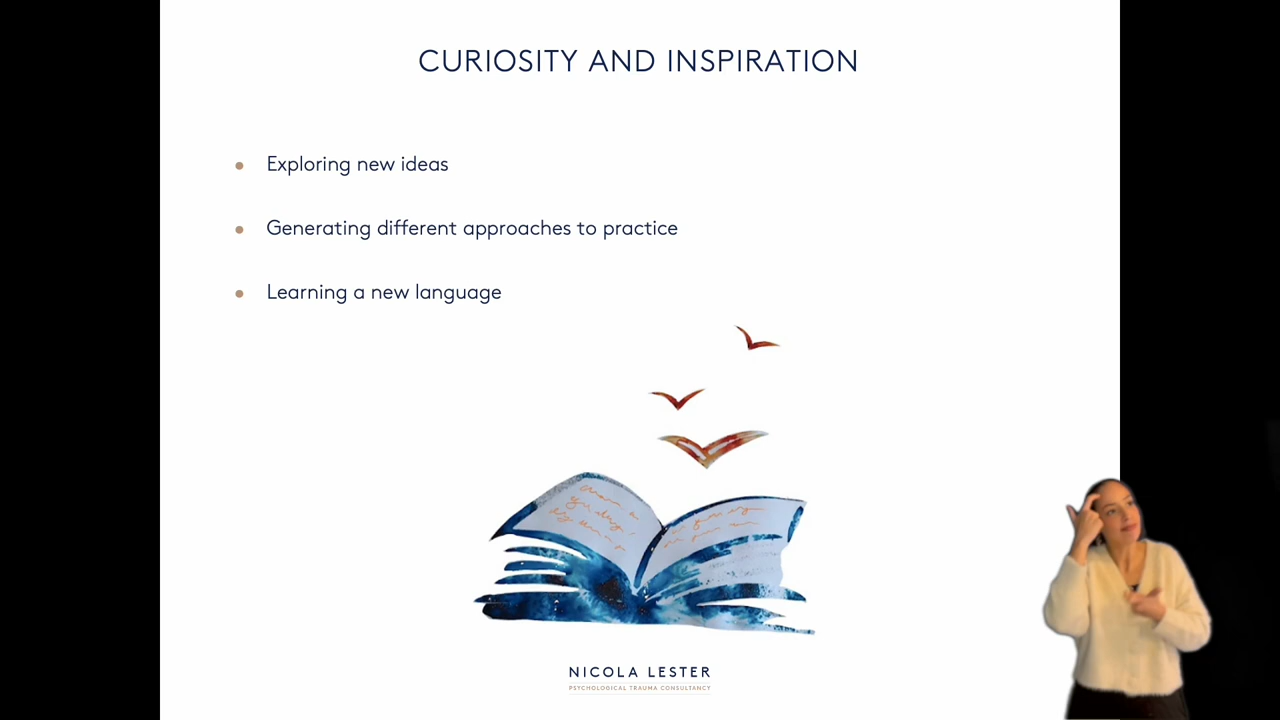 CURIOSITY AND INSPIRATION
• Exploring new ideas
• Generating different approaches to practice
• Learning a new language
NICOLA LESTER
PSYCHOLOGICAL TRAUMA CONSULTANCY